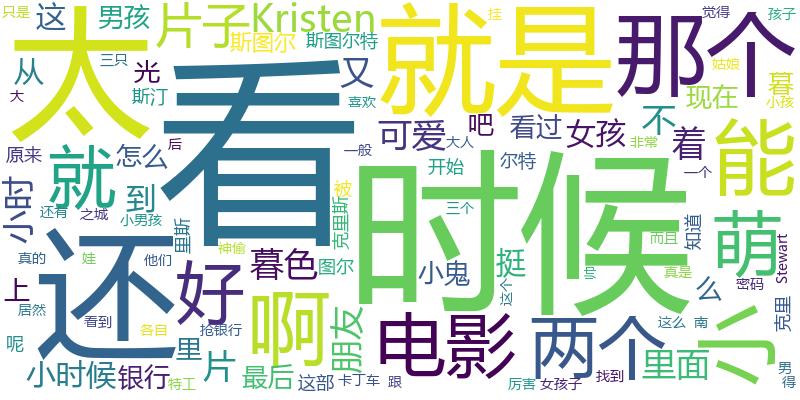 只是 这 男孩 片子 Kristen 挂 觉得 孩子
太 看 斯图尔 就是 那个 姑娘
从 三只 光 斯图尔特 又 暮
大 斯汀 喜欢 现在 小孩
原来 后 可爱 吧 看过 女孩 不 着 能
就 怎么 一般 大人 非常
小时 到 开始 尔特 一个
还有 之城 小男孩 里斯 被 克里斯 时候 三个 知道 而且 萌
真的 还 娃 他们 神偷 暮色 图尔 小鬼 挺 这个 帅 真是 Stewart
上 好 么 密码
居然 看到 各自 抢银行 啊 朋友 电影 两个 这么 南 克里 小
呢 里 里面
小时候 银行 片 最后 这部 卡丁车 跟 厉害 女孩子 找到 男
特工 得